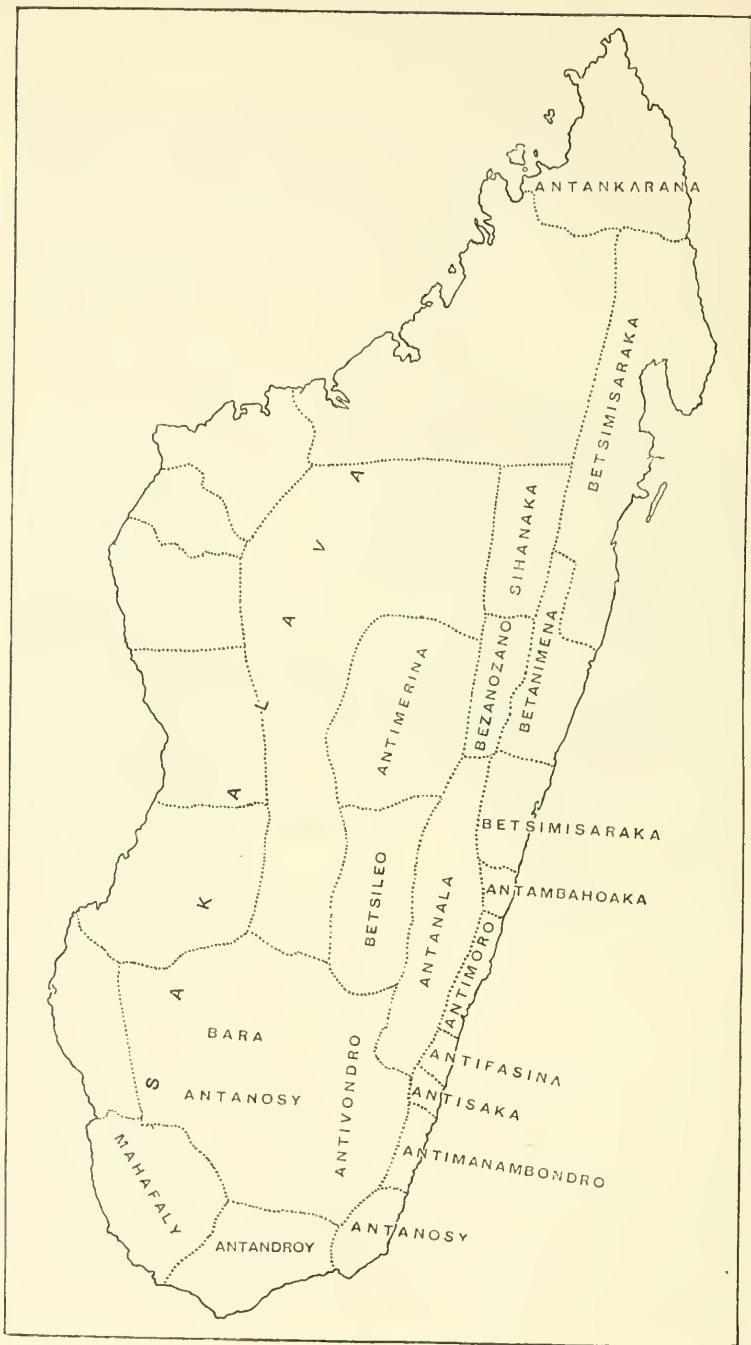 ANTANKARANA
BETSIMISARAKA
SAKALAVA
SIHANAKA
ANTIMERINA
BEZANOZANO
BETANIMENA
BETSIMISARAKA
BETSILEO
ANTANALA
ANTAMBAHOAKA
ANTIMORO
BARA
ANTANOSY
ANTIVONDRO
ANTIFASINA
ANTISAKA
ANTIMANAMBONDRO
MAHAFALY
ANTANDROY
ANTANOSY